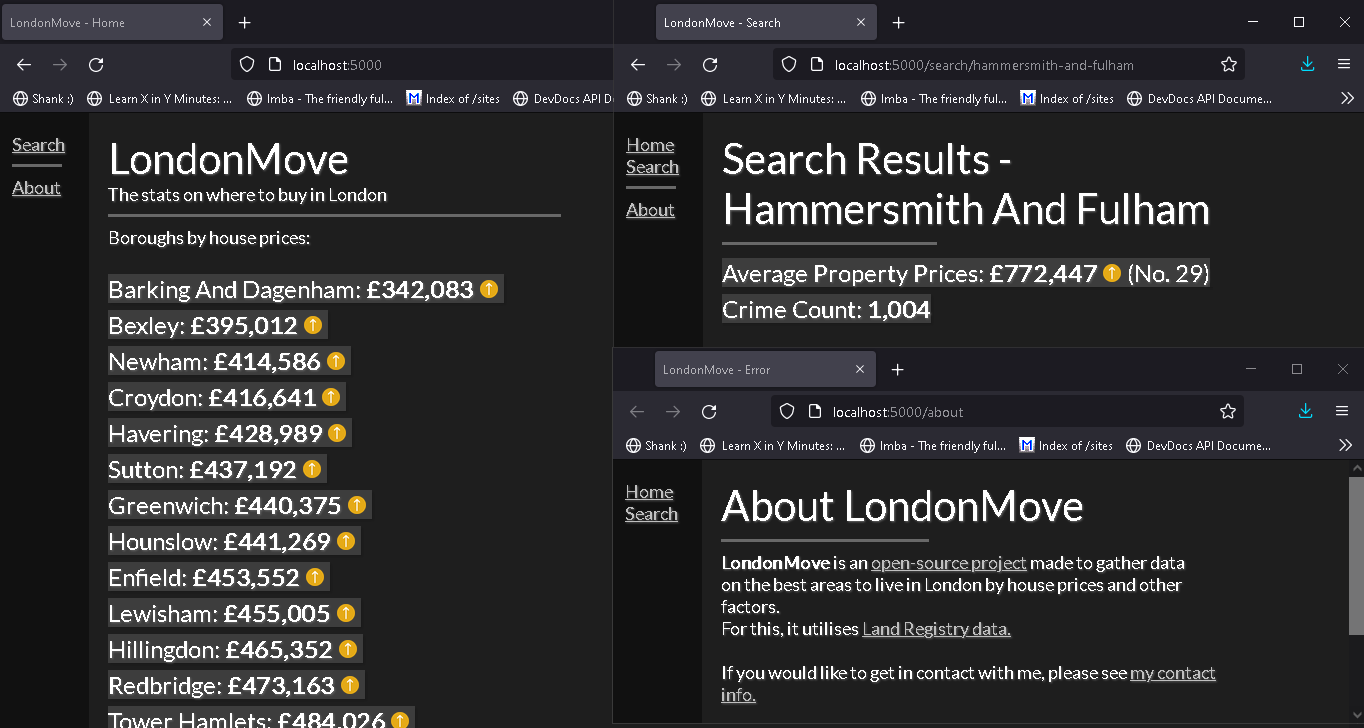 LondonMove - Home
localhost:5000
Shank :)
Learn X in Y Minutes: ...
Imba - The friendly ful...
Index of /sites
DevDocs API D
Search
About
LondonMove
The stats on where to buy in London
Boroughs by house prices:
Barking And Dagenham: £342,083
Bexley: £395,012
Newham: £414,586
Croydon: £416,641
Havering: £428,989
Sutton: £437,192
Greenwich: £440,375
Hounslow: £441,269
Enfield: £453,552
Lewisham: £455,005
Hillingdon: £465,352
Redbridge: £473,163
Tower Hamlets: £484,026
LondonMove - Search
localhost:5000/search/hammersmith-and-fulham
Shank :)
Learn X in Y Minutes: ...
Imba - The friendly ful...
Index of /sites
DevDocs API Docume...
Home
Search
About
Search Results -
Hammersmith And Fulham
Average Property Prices: £772,447 (No. 29)
Crime Count: 1,004
LondonMove - Error
localhost:5000/about
Shank :)
Learn X in Y Minutes: ...
Imba - The friendly ful...
Index of /sites
DevDocs API Docume...
Home
Search
About LondonMove
LondonMove is an open-source project made to gather data
on the best areas to live in London by house prices and other
factors.
For this, it utilises Land Registry data.
If you would like to get in contact with me, please see my contact
info.